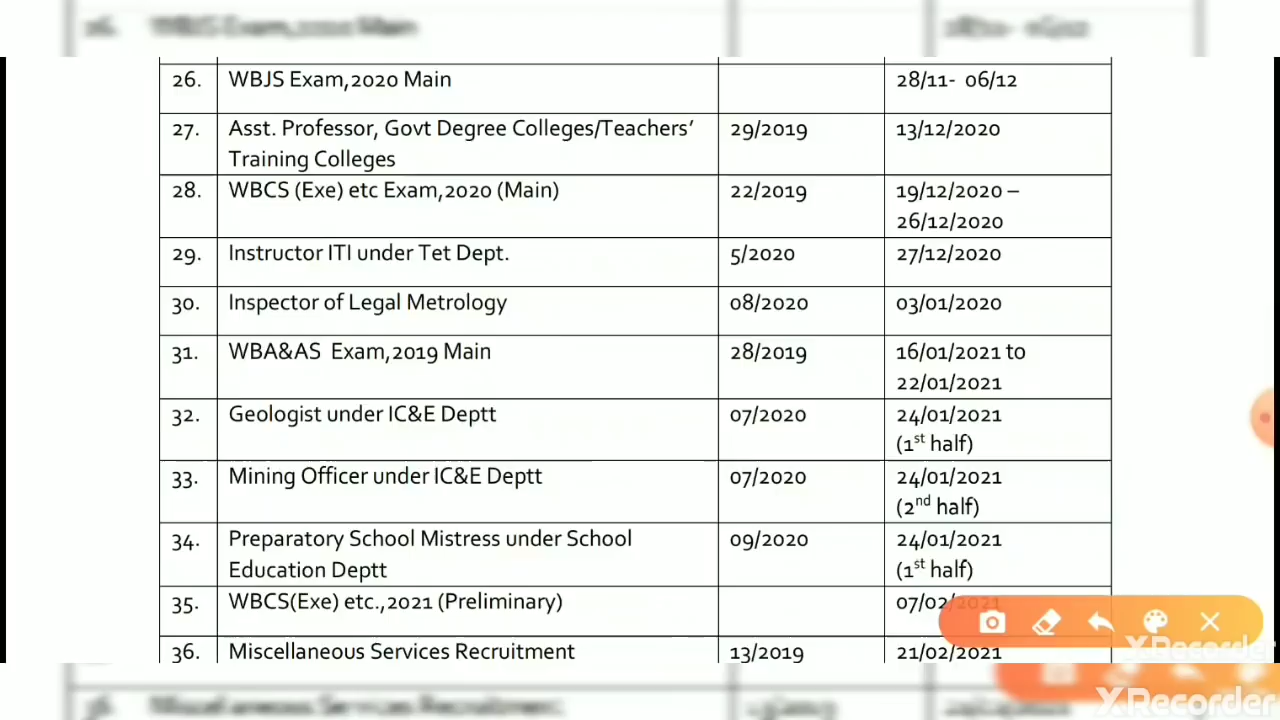 26. WBJS Exam,2020 Main 28/11- 06/12
27. Asst. Professor, Govt Degree Colleges/Teachers’ 29/2019 13/12/2020
Training Colleges
28. WBCS (Exe) etc Exam,2020 (Main) 22/2019 19/12/2020 –
26/12/2020
29. Instructor ITI under Tet Dept. 5/2020 27/12/2020
30. Inspector of Legal Metrology 08/2020 03/01/2020
31. WBA&AS Exam,2019 Main 28/2019 16/01/2021 to
22/01/2021
32. Geologist under IC&E Deptt 07/2020 24/01/2021
(1st half)
33. Mining Officer under IC&E Deptt 07/2020 24/01/2021
(2nd half)
34. Preparatory School Mistress under School 09/2020 24/01/2021
Education Deptt (1st half)
35. WBCS(Exe) etc.,2021 (Preliminary) 07/02/2021
36. Miscellaneous Services Recruitment 13/2019 21/02/2021
XRecorder
XRecorder